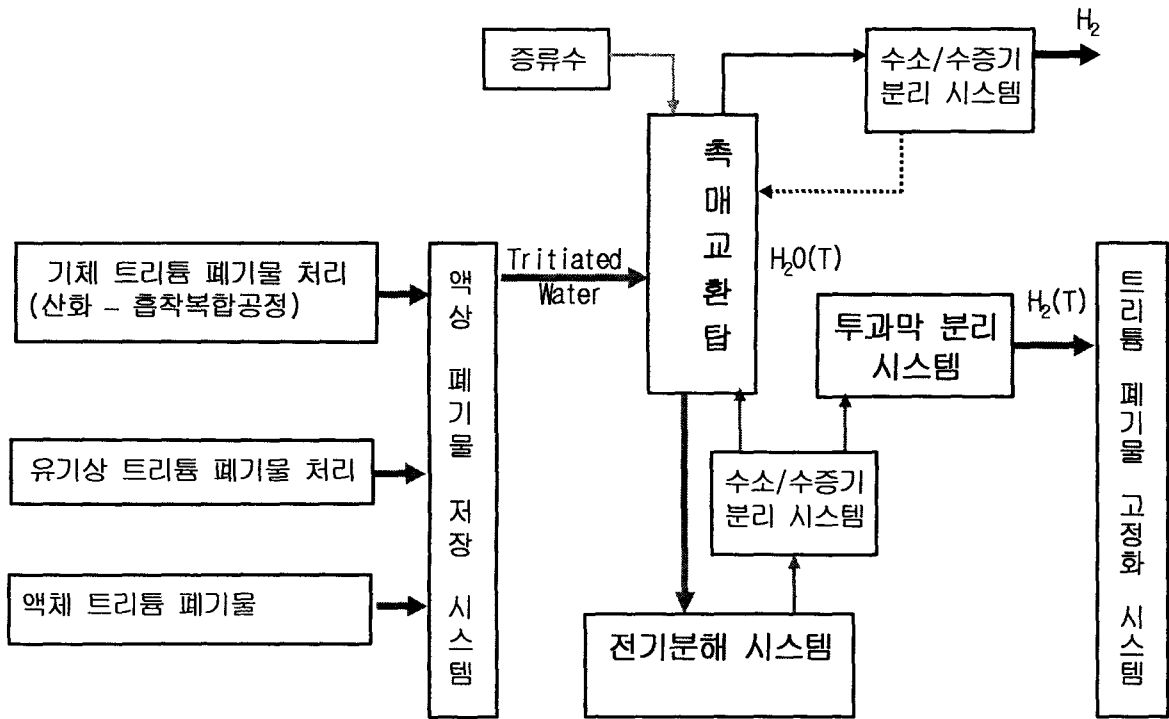 H₂
증류수
수소/수증기
분리 시스템
촉매교환탑
기체 트리튬 폐기물 처리
(산화 – 흡착복합공정)
액상 폐기물 저장 시스템
Tritiated
Water
H₂O(T)
투과막 분리
시스템
H₂(T)
트리튬 폐기물 고정화 시스템
유기상 트리튬 폐기물 처리
수소/수증기
분리 시스템
액체 트리튬 폐기물
전기분해 시스템